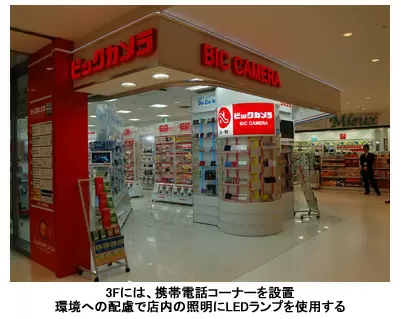 ビックカメラ
BIC CAMERA
DoCoMo
ビックカメラ
BIC CAMERA
Mieux
3Fには、携帯電話コーナーを設置
環境への配慮で店内の照明にLEDランプを使用する